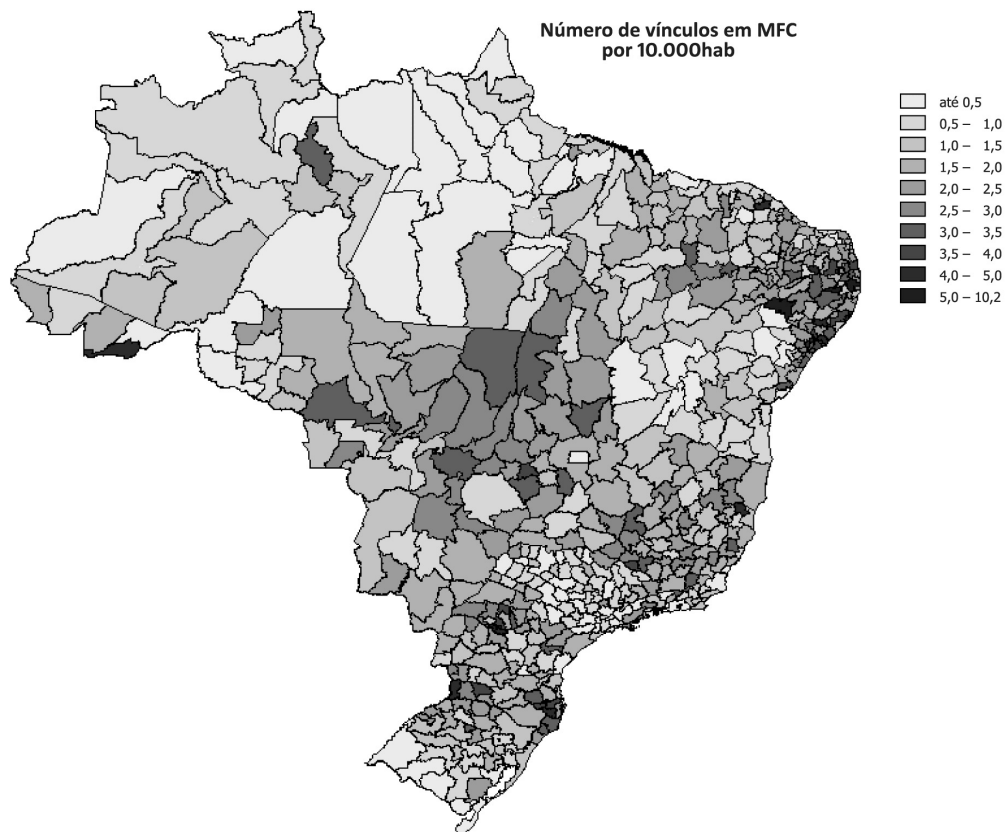 Número de vínculos em MFC
por 10.000hab
até 0,5
0,5 – 1,0
1,0 – 1,5
1,5 – 2,0
2,0 – 2,5
2,5 – 3,0
3,0 – 3,5
3,5 – 4,0
4,0 – 5,0
5,0 – 10,2